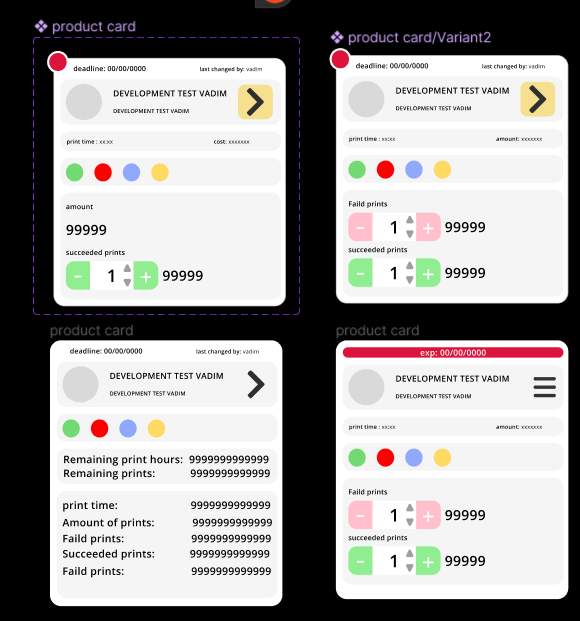 product card
deadline: 00/00/0000 last changed by: vadim
DEVELOPMENT TEST VADIM
DEVELOPMENT TEST VADIM
print time : xx:xx cost: xxxxxxx
amount
99999
succeeded prints
- 1 + 99999
product card/Variant2
deadline: 00/00/0000 last changed by: vadim
DEVELOPMENT TEST VADIM
DEVELOPMENT TEST VADIM
print time : xx:xx amount: xxxxxxx
Faild prints
- 1 + 99999
succeeded prints
- 1 + 99999
product card
deadline: 00/00/0000 last changed by: vadim
DEVELOPMENT TEST VADIM
DEVELOPMENT TEST VADIM
Remaining print hours: 9999999999999
Remaining prints: 9999999999999
print time: 9999999999999
Amount of prints: 9999999999999
Faild prints: 9999999999999
Succeeded prints: 9999999999999
Faild prints: 9999999999999
product card
exp: 00/00/0000
DEVELOPMENT TEST VADIM
DEVELOPMENT TEST VADIM
print time : xx:xx amount: xxxxxxx
Faild prints
- 1 + 99999
succeeded prints
- 1 + 99999